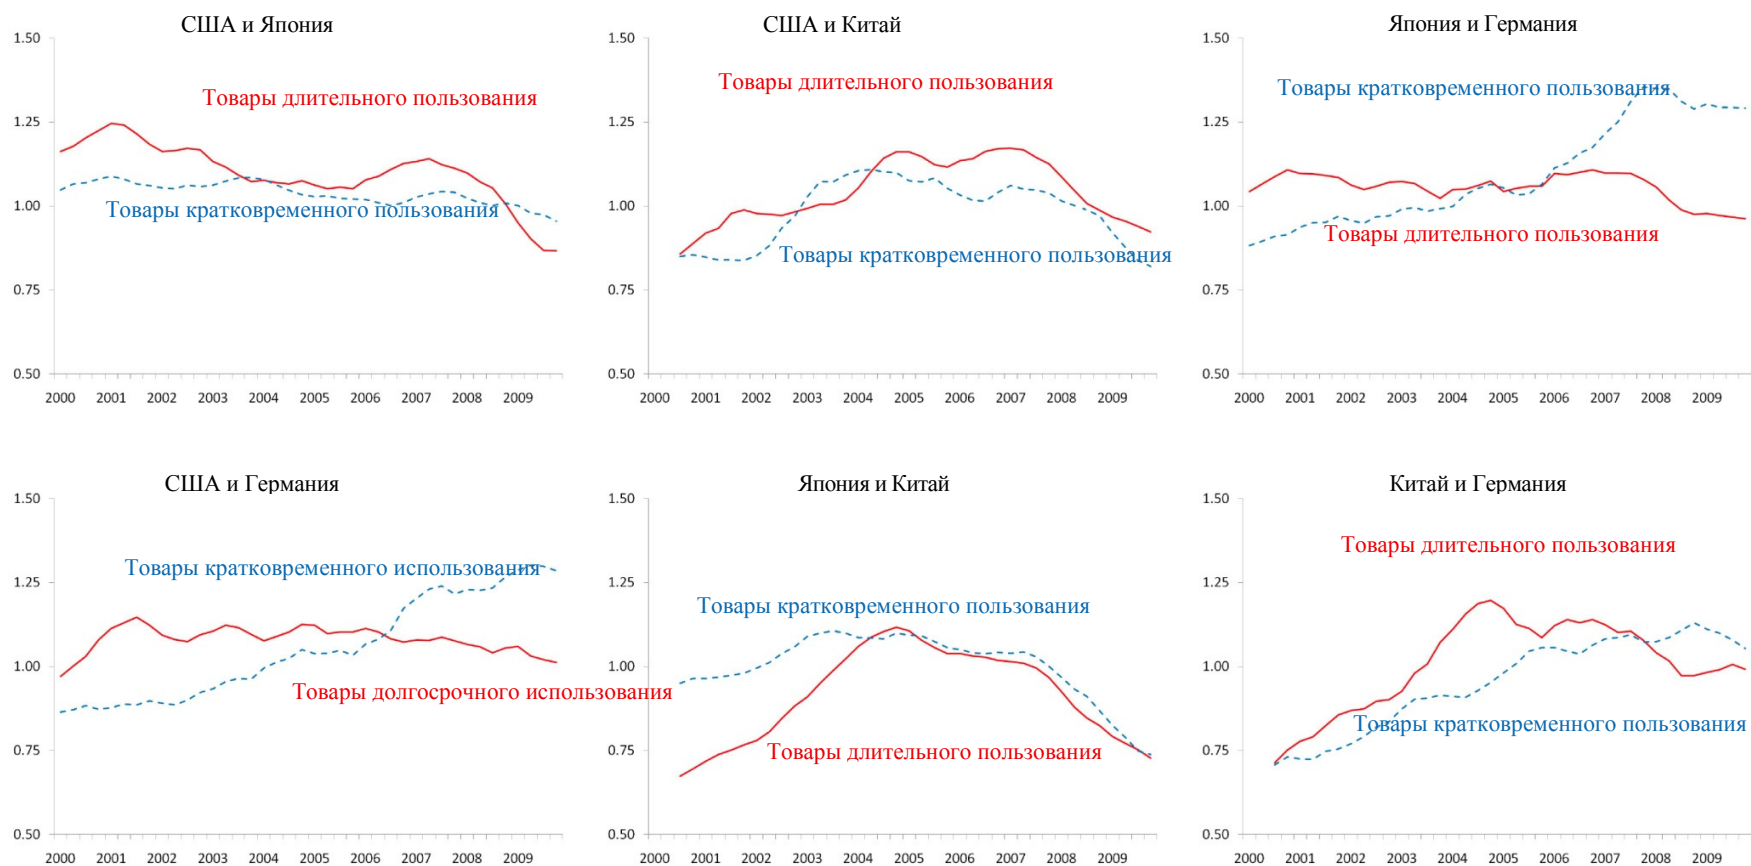 США и Япония
1.50
1.25
1.00
0.75
0.50
Товары длительного пользования
Товары кратковременного пользования
2000 2001 2002 2003 2004 2005 2006 2007 2008 2009
США и Китай
1.50
1.25
1.00
0.75
0.50
Товары длительного пользования
Товары кратковременного пользования
2000 2001 2002 2003 2004 2005 2006 2007 2008 2009
Япония и Германия
1.50
1.25
1.00
0.75
0.50
Товары кратковременного пользования
Товары длительного пользования
2000 2001 2002 2003 2004 2005 2006 2007 2008 2009
США и Германия
1.50
1.25
1.00
0.75
0.50
Товары кратковременного использования
Товары долгосрочного использования
2000 2001 2002 2003 2004 2005 2006 2007 2008 2009
Япония и Китай
1.50
1.25
1.00
0.75
0.50
Товары кратковременного пользования
Товары длительного пользования
2000 2001 2002 2003 2004 2005 2006 2007 2008 2009
Китай и Германия
1.50
1.25
1.00
0.75
0.50
Товары длительного пользования
Товары кратковременного пользования
2000 2001 2002 2003 2004 2005 2006 2007 2008 2009